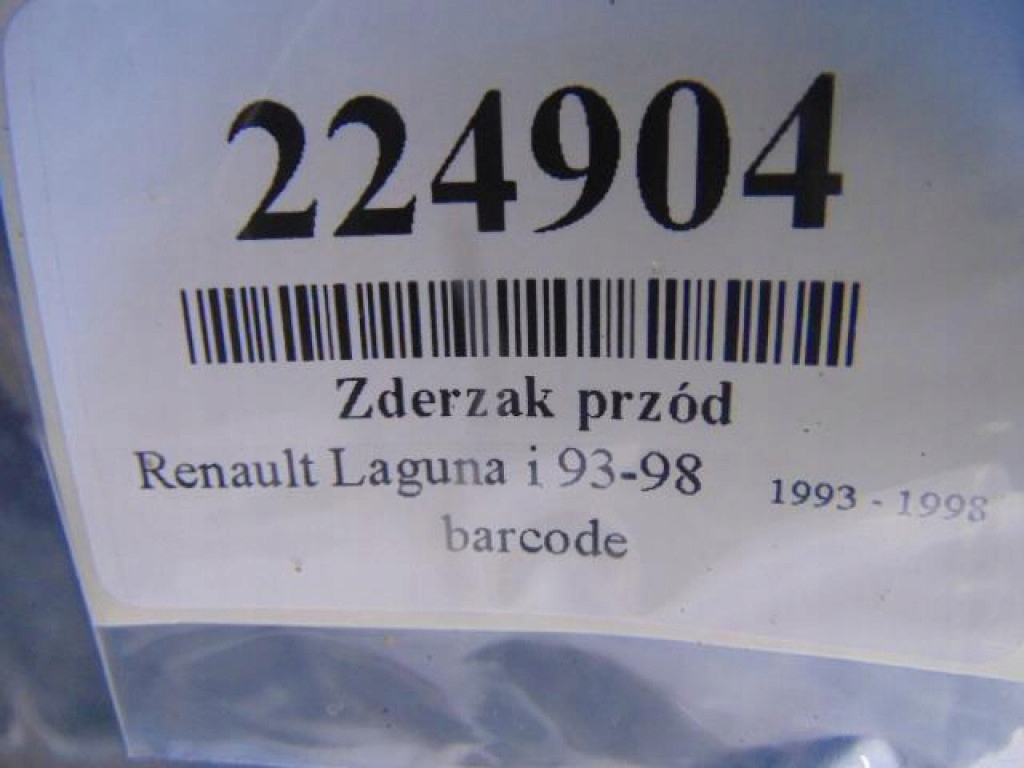 224904
Zderzak przód
Renault Laguna i 93-98 1993 - 1998
barcode